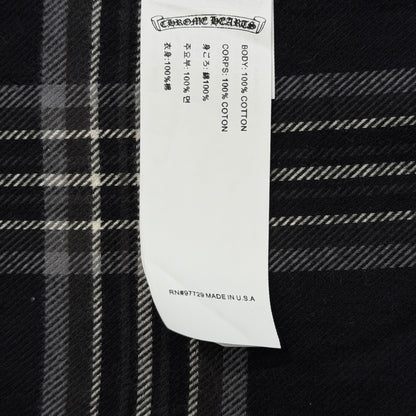 CHROME HEARTS
BODY: 100% COTTON
CORPS: 100% COTON
身ごろ: 綿100%
주요부: 100% 면
衣身:100%棉
RN#97729 MADE IN U.S.A